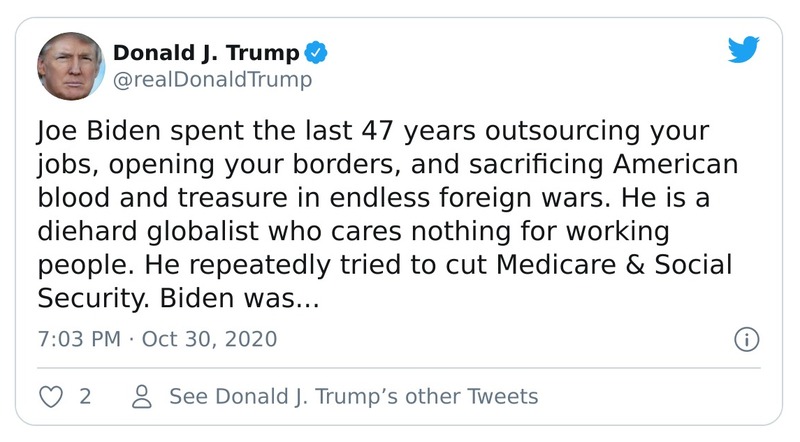 Donald J. Trump
@realDonaldTrump
Joe Biden spent the last 47 years outsourcing your
jobs, opening your borders, and sacrificing American
blood and treasure in endless foreign wars. He is a
diehard globalist who cares nothing for working
people. He repeatedly tried to cut Medicare & Social
Security. Biden was...
7:03 PM · Oct 30, 2020
2 See Donald J. Trump’s other Tweets